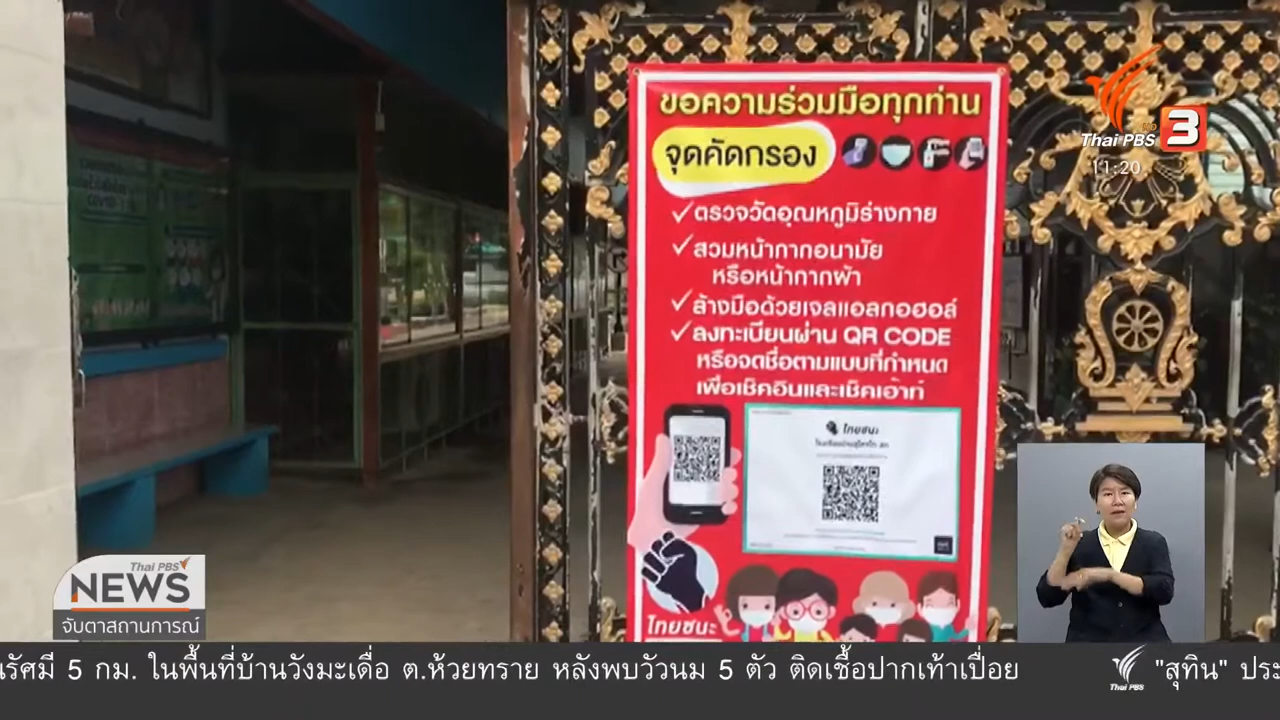 ขอความร่วมมือทุกท่าน
จุดคัดกรอง
✓ตรวจวัดอุณหภูมิร่างกาย
✓สวมหน้ากากอนามัย
หรือหน้ากากผ้า
✓ล้างมือด้วยเจลแอลกอฮอล์
✓ลงทะเบียนผ่าน QR CODE
หรือจดชื่อตามแบบที่กำหนด
เพื่อเช็คอินและเช็คเอ้าท์
ไทยชนะ
ไทยชนะ
Thai PBS HD 3
11:20
Thai PBS
NEWS
จับตาสถานการณ์
นรัศมี 5 กม. ในพื้นที่บ้านวังมะเดื่อ ต.ห้วยทราย หลังพบวัวนม 5 ตัว ติดเชื้อปากเท้าเปื่อย
Thai PBS
"สุทิน" ประ